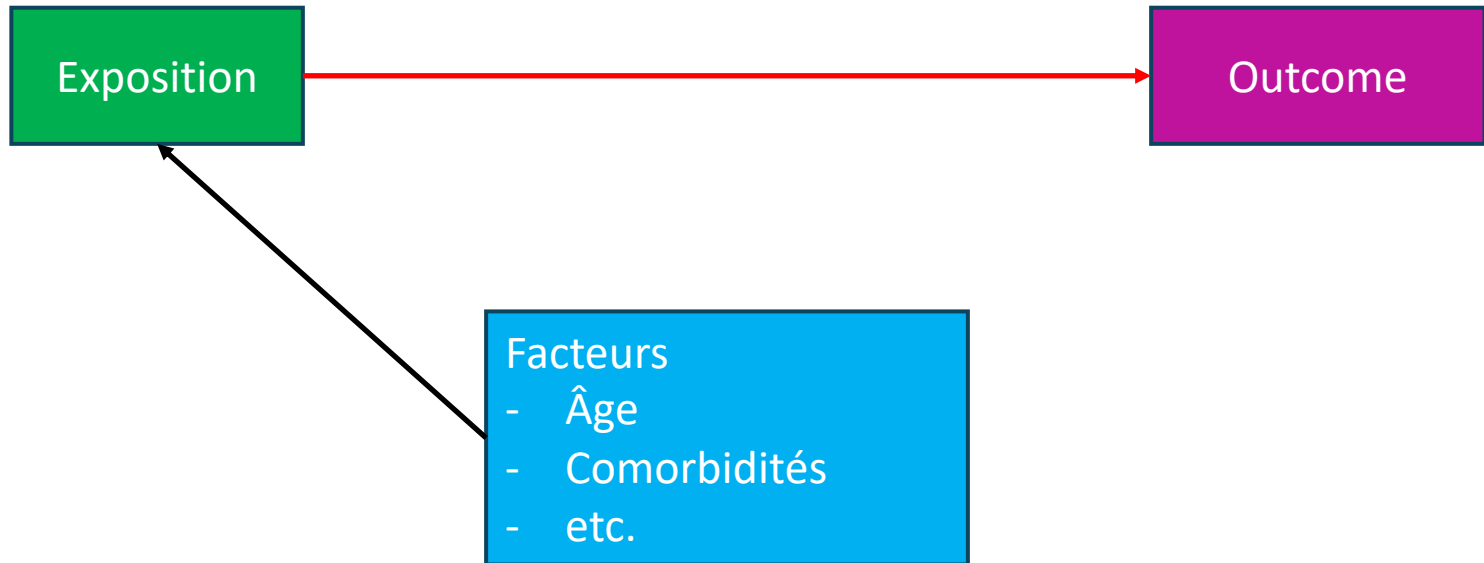 Exposition
Outcome
Facteurs
- Âge
- Comorbidités
- etc.